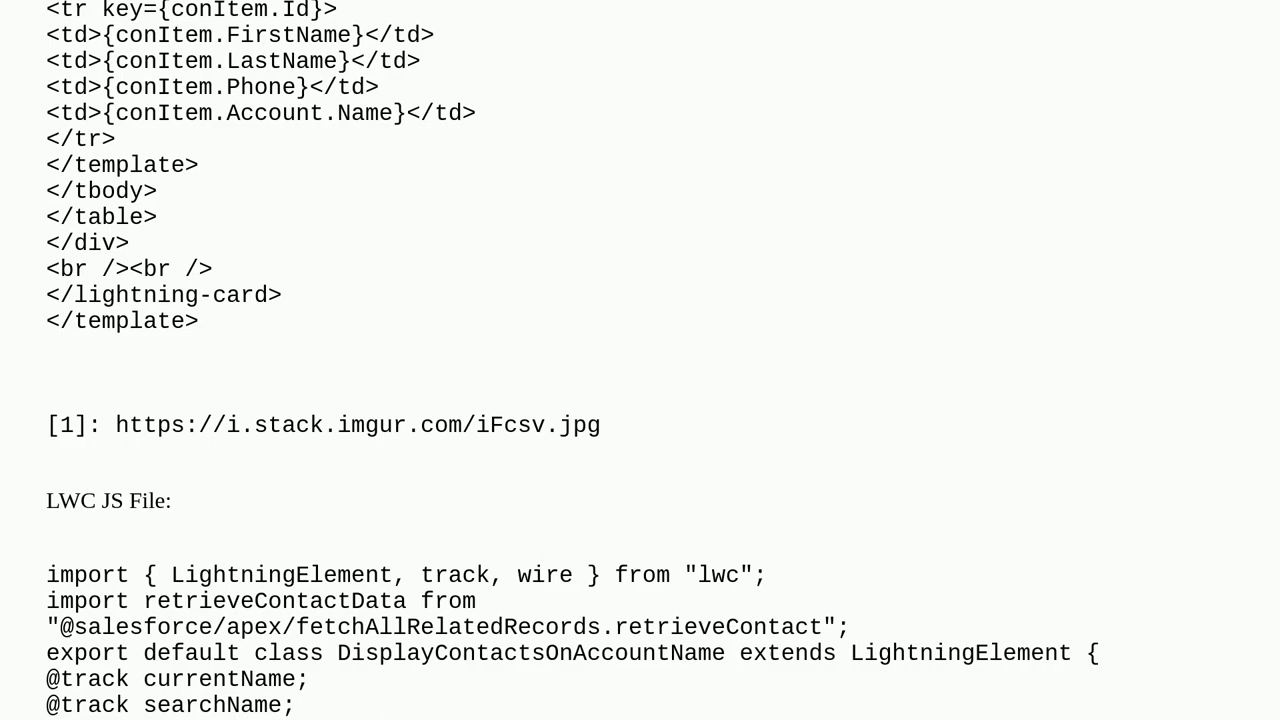 <tr key={conItem.Id}>
<td>{conItem.FirstName}</td>
<td>{conItem.LastName}</td>
<td>{conItem.Phone}</td>
<td>{conItem.Account.Name}</td>
</tr>
</template>
</tbody>
</table>
</div>
<br /><br />
</lightning-card>
</template>
[1]: https://i.stack.imgur.com/iFcsv.jpg
LWC JS File:
import { LightningElement, track, wire } from "lwc";
import retrieveContactData from
"@salesforce/apex/fetchAllRelatedRecords.retrieveContact";
export default class DisplayContactsOnAccountName extends LightningElement {
@track currentName;
@track searchName;